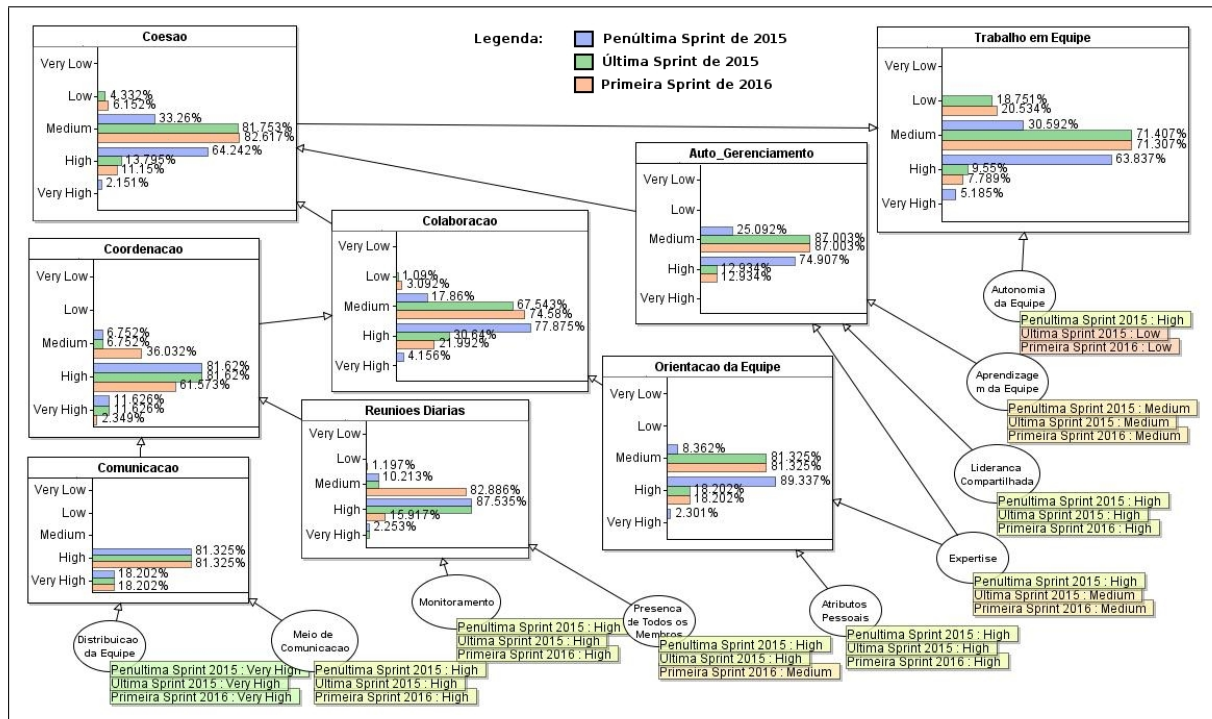 Legenda:
Penúltima Sprint de 2015
Última Sprint de 2015
Primeira Sprint de 2016
Coesao
Very Low
Low
4.332%
6.152%
Medium
33.26%
81.753%
82.617%
High
64.242%
13.795%
11.15%
Very High
2.151%
Trabalho em Equipe
Very Low
Low
18.751%
20.534%
Medium
30.592%
71.407%
71.307%
High
63.837%
9.55%
7.789%
Very High
5.185%
Auto_Gerenciamento
Very Low
Low
Medium
25.092%
87.003%
87.003%
High
74.907%
12.934%
12.934%
Very High
Colaboracao
Very Low
Low
1.09%
3.092%
Medium
17.86%
67.543%
74.58%
High
77.875%
30.64%
21.992%
Very High
4.156%
Coordenacao
Very Low
Low
Medium
6.752%
6.752%
36.032%
High
81.62%
81.62%
61.573%
Very High
11.626%
11.626%
2.349%
Orientacao da Equipe
Very Low
Low
Medium
8.362%
81.325%
81.325%
High
89.337%
18.202%
18.202%
Very High
2.301%
Reunioes Diarias
Very Low
Low
1.197%
Medium
10.213%
82.886%
High
87.535%
15.917%
Very High
2.253%
Comunicacao
Very Low
Low
Medium
High
81.325%
81.325%
Very High
18.202%
18.202%
Autonomia
da Equipe
Penultima Sprint 2015 : High
Última Sprint 2015 : Low
Primeira Sprint 2016 : Low
Aprendizage
m da Equipe
Penúltima Sprint 2015 : Medium
Última Sprint 2015 : Medium
Primeira Sprint 2016 : Medium
Lideranca
Compartilhada
Penúltima Sprint 2015 : High
Última Sprint 2015 : High
Primeira Sprint 2016 : High
Expertise
Penultima Sprint 2015 : High
Última Sprint 2015 : Medium
Primeira Sprint 2016 : Medium
Atributos
Pessoais
Penúltima Sprint 2015 : High
Última Sprint 2015 : High
Primeira Sprint 2016 : High
Presenca
de Todos os
Membros
Penultima Sprint 2015 : High
Última Sprint 2015 : High
Primeira Sprint 2016 : Medium
Monitoramento
Penúltima Sprint 2015 : High
Última Sprint 2015 : High
Primeira Sprint 2016 : High
Meio de
Comunicacao
Penultima Sprint 2015 : High
Última Sprint 2015 : High
Primeira Sprint 2016 : High
Distribuicao
da Equipe
Penultima Sprint 2015 : Very High
Última Sprint 2015 : Very High
Primeira Sprint 2016 : Very High